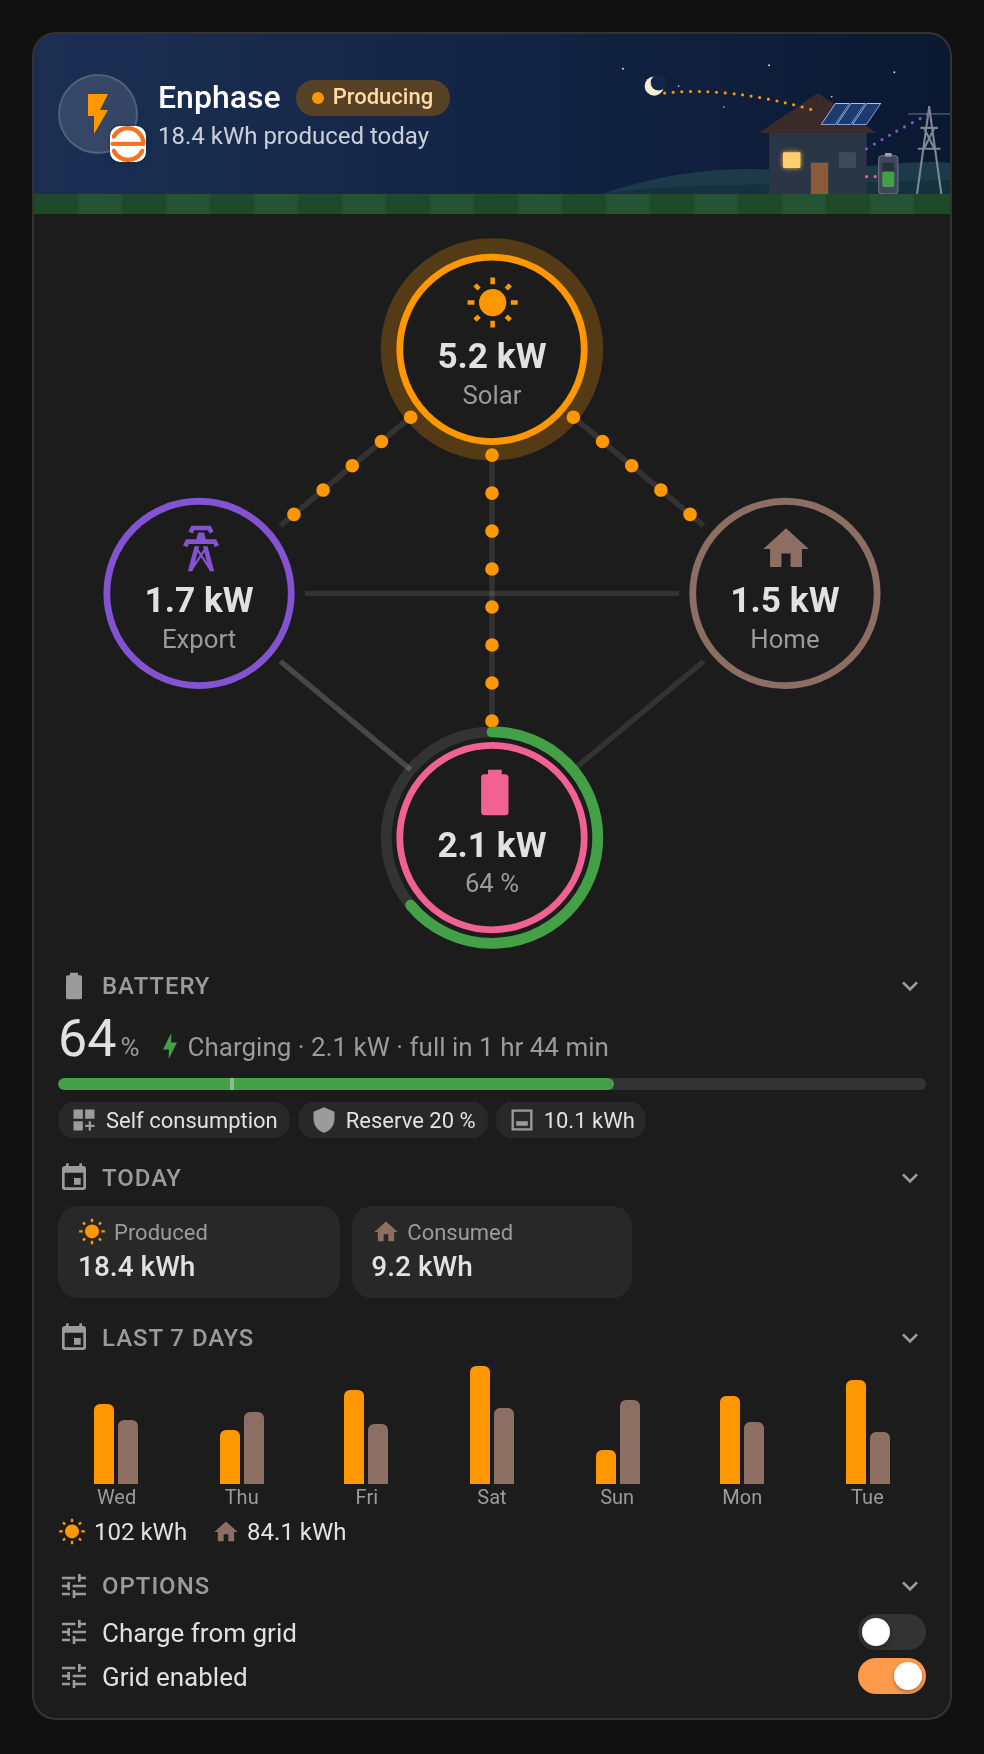 Enphase
Producing
18.4 kWh produced today
5.2 kW
Solar
1.7 kW
Export
1.5 kW
Home
2.1 kW
64 %
BATTERY
64 %
Charging · 2.1 kW · full in 1 hr 44 min
Self consumption
Reserve 20 %
10.1 kWh
TODAY
Produced
18.4 kWh
Consumed
9.2 kWh
LAST 7 DAYS
Wed
Thu
Fri
Sat
Sun
Mon
Tue
102 kWh
84.1 kWh
OPTIONS
Charge from grid
Grid enabled